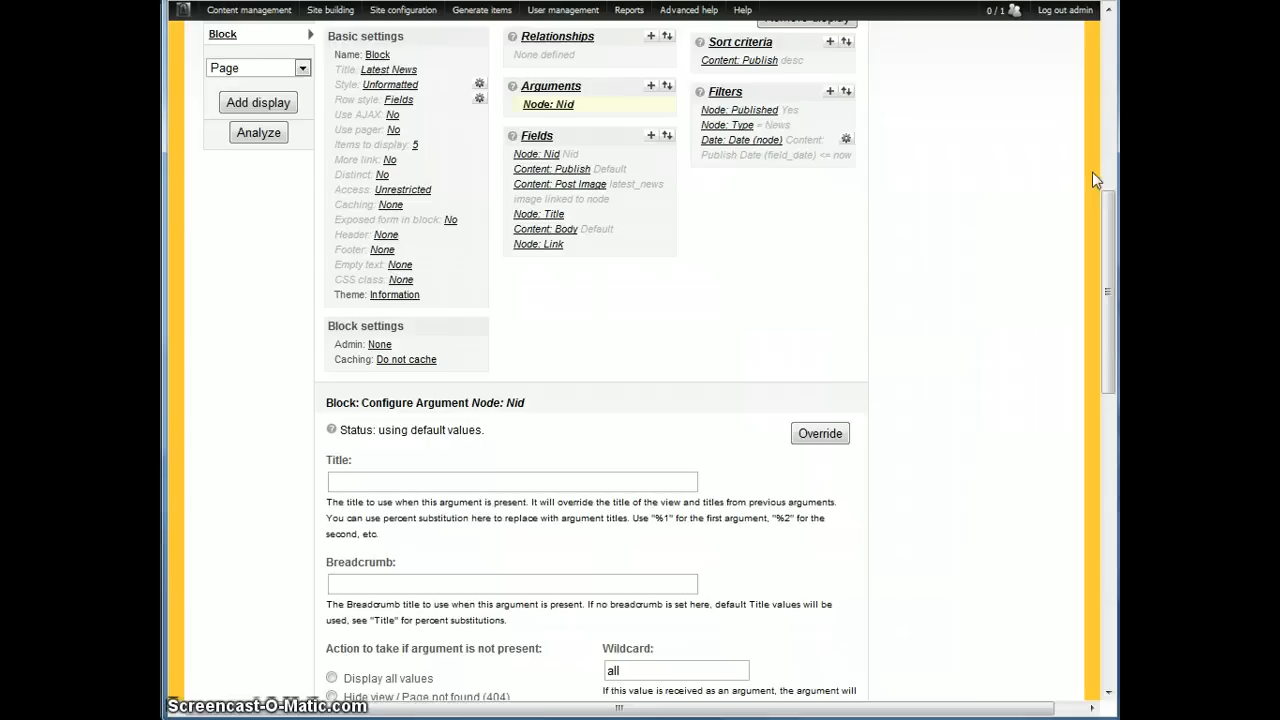 Content management Site building Site configuration Generate items User management Reports Advanced help Help 0 / 1 Log out admin
Block
Page
Add display
Analyze
Basic settings
Name: Block
Title: Latest News
Style: Unformatted
Row style: Fields
Use AJAX: No
Use pager: No
Items to display: 5
More link: No
Distinct: No
Access: Unrestricted
Caching: None
Exposed form in block: No
Header: None
Footer: None
Empty text: None
CSS class: None
Theme: Information
Block settings
Admin: None
Caching: Do not cache
Relationships
None defined
Arguments
Node: Nid
Fields
Node: Nid Nid
Content: Publish Default
Content: Post Image latest_news
image linked to node
Node: Title
Content: Body Default
Node: Link
Remove display
Sort criteria
Content: Publish desc
Filters
Node: Published Yes
Node: Type = News
Date: Date (node) Content:
Publish Date (field_date) <= now
Block: Configure Argument Node: Nid
Status: using default values.
Override
Title:
The title to use when this argument is present. It will override the title of the view and titles from previous arguments.
You can use percent substitution here to replace with argument titles. Use "%1" for the first argument, "%2" for the
second, etc.
Breadcrumb:
The Breadcrumb title to use when this argument is present. If no breadcrumb is set here, default Title values will be
used, see "Title" for percent substitutions.
Action to take if argument is not present:
Display all values
Hide view / Page not found (404)
Wildcard:
all
If this value is received as an argument, the argument will
Screencast-O-Matic.com